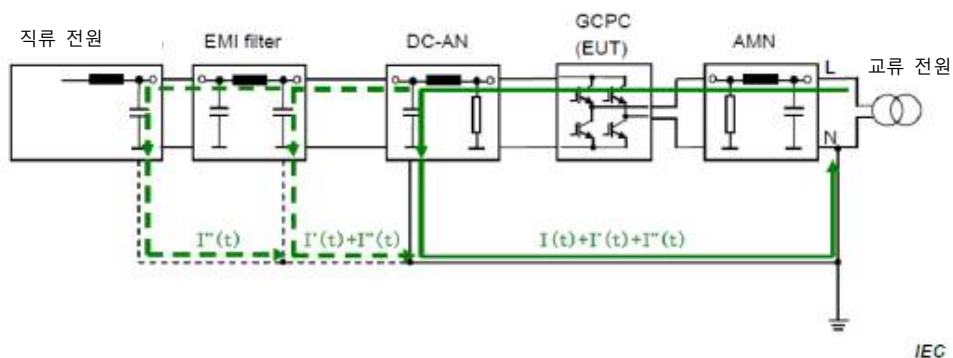 직류 전원
EMI filter
DC-AN
GCPC
(EUT)
AMN
교류 전원
L
N
I"(t)
I'(t)+I"(t)
I(t)+I'(t)+I"(t)
IEC